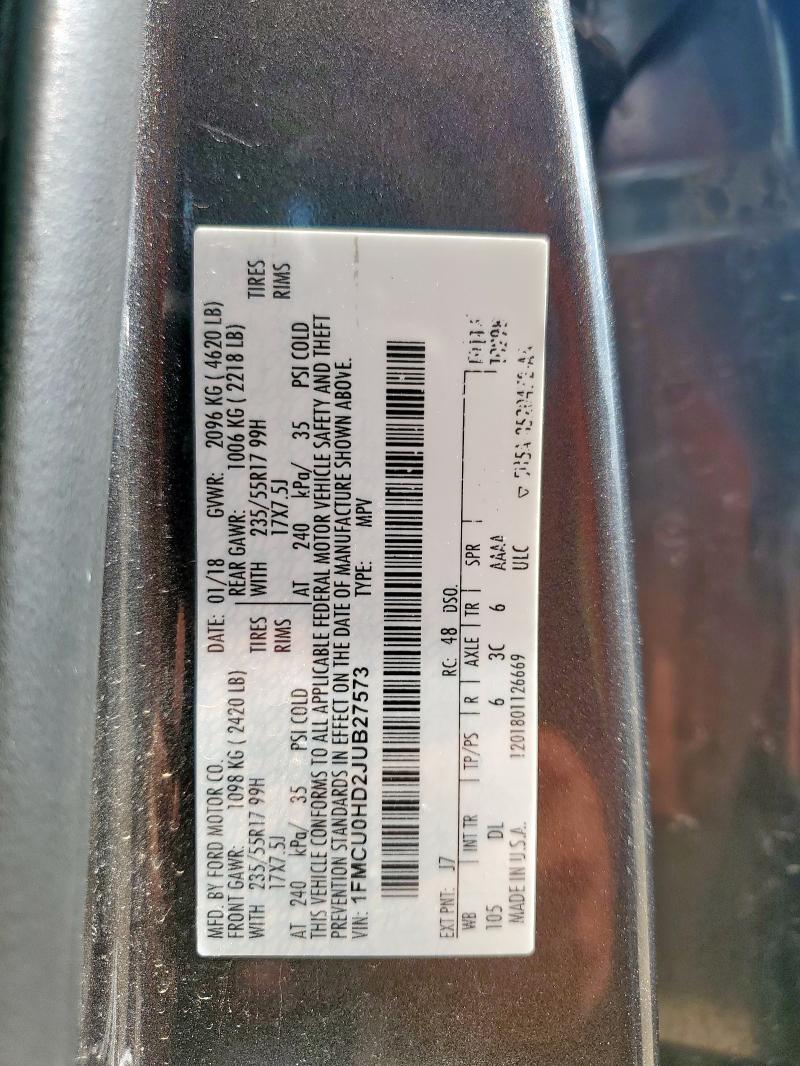 MFD. BY FORD MOTOR CO. DATE: 01/18 GVWR: 2096 KG ( 4620 LB)
FRONT GAWR: 1098 KG ( 2420 LB) REAR GAWR: 1006 KG ( 2218 LB)
WITH 235/55R17 99H TIRES WITH 235/55R17 99H TIRES
17X7.5J RIMS 17X7.5J RIMS
AT 240 kPa/ 35 PSI COLD AT 240 kPa/ 35 PSI COLD
THIS VEHICLE CONFORMS TO ALL APPLICABLE FEDERAL MOTOR VEHICLE SAFETY AND THEFT
PREVENTION STANDARDS IN EFFECT ON THE DATE OF MANUFACTURE SHOWN ABOVE.
VIN: 1FMCU0HD2JUB27573 TYPE: MPV
EXT PNT: J7 RC: 48 DSO:
WB INT TR TP/PS R AXLE TR SPR
105 DL 6 3C 6 AAAA
MADE IN U.S.A. 1201801126669 ULC